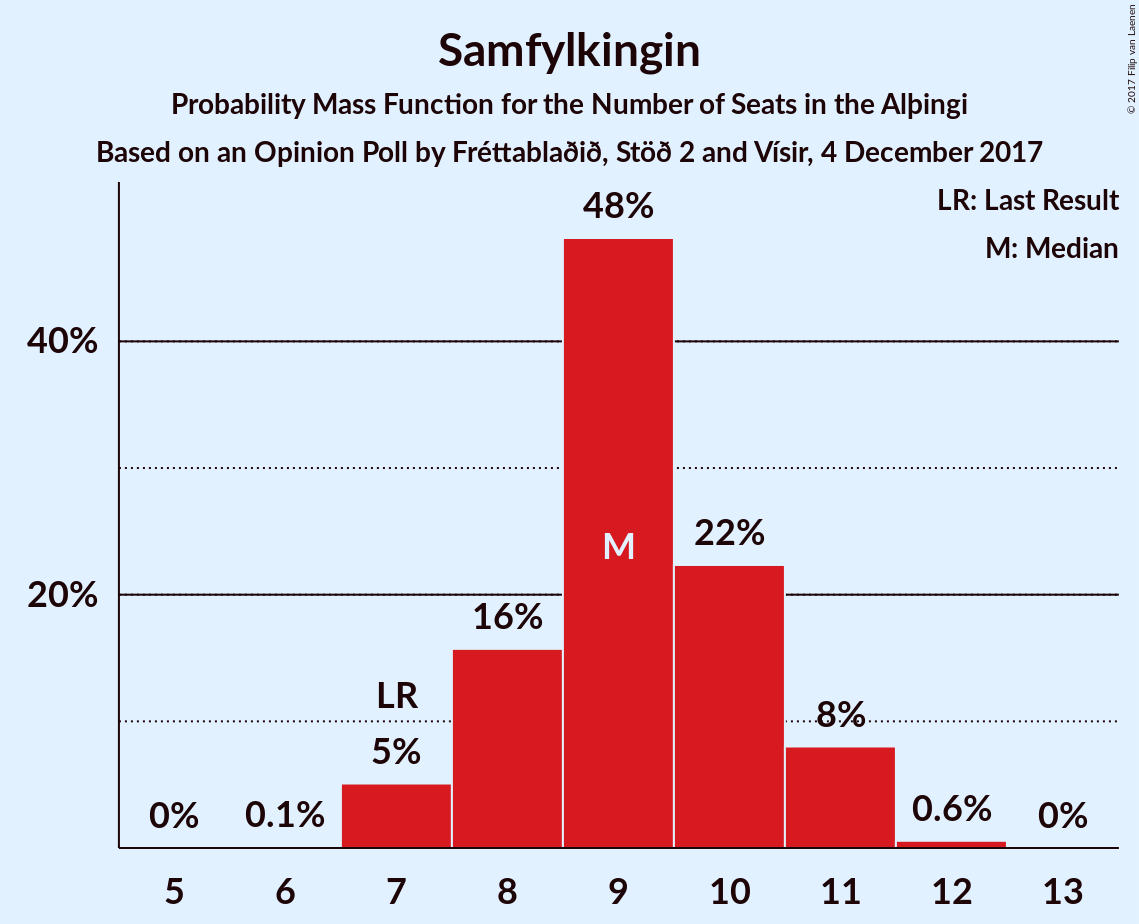 Samfylkingin
Probability Mass Function for the Number of Seats in the Alþingi
Based on an Opinion Poll by Fréttablaðið, Stöð 2 and Vísir, 4 December 2017
© 2017 Filip van Laenen
LR: Last Result
M: Median
48%
40%
M
22%
20%
16%
LR
8%
5%
0%
0.1%
0.6%
0%
5 6 7 8 9 10 11 12 13